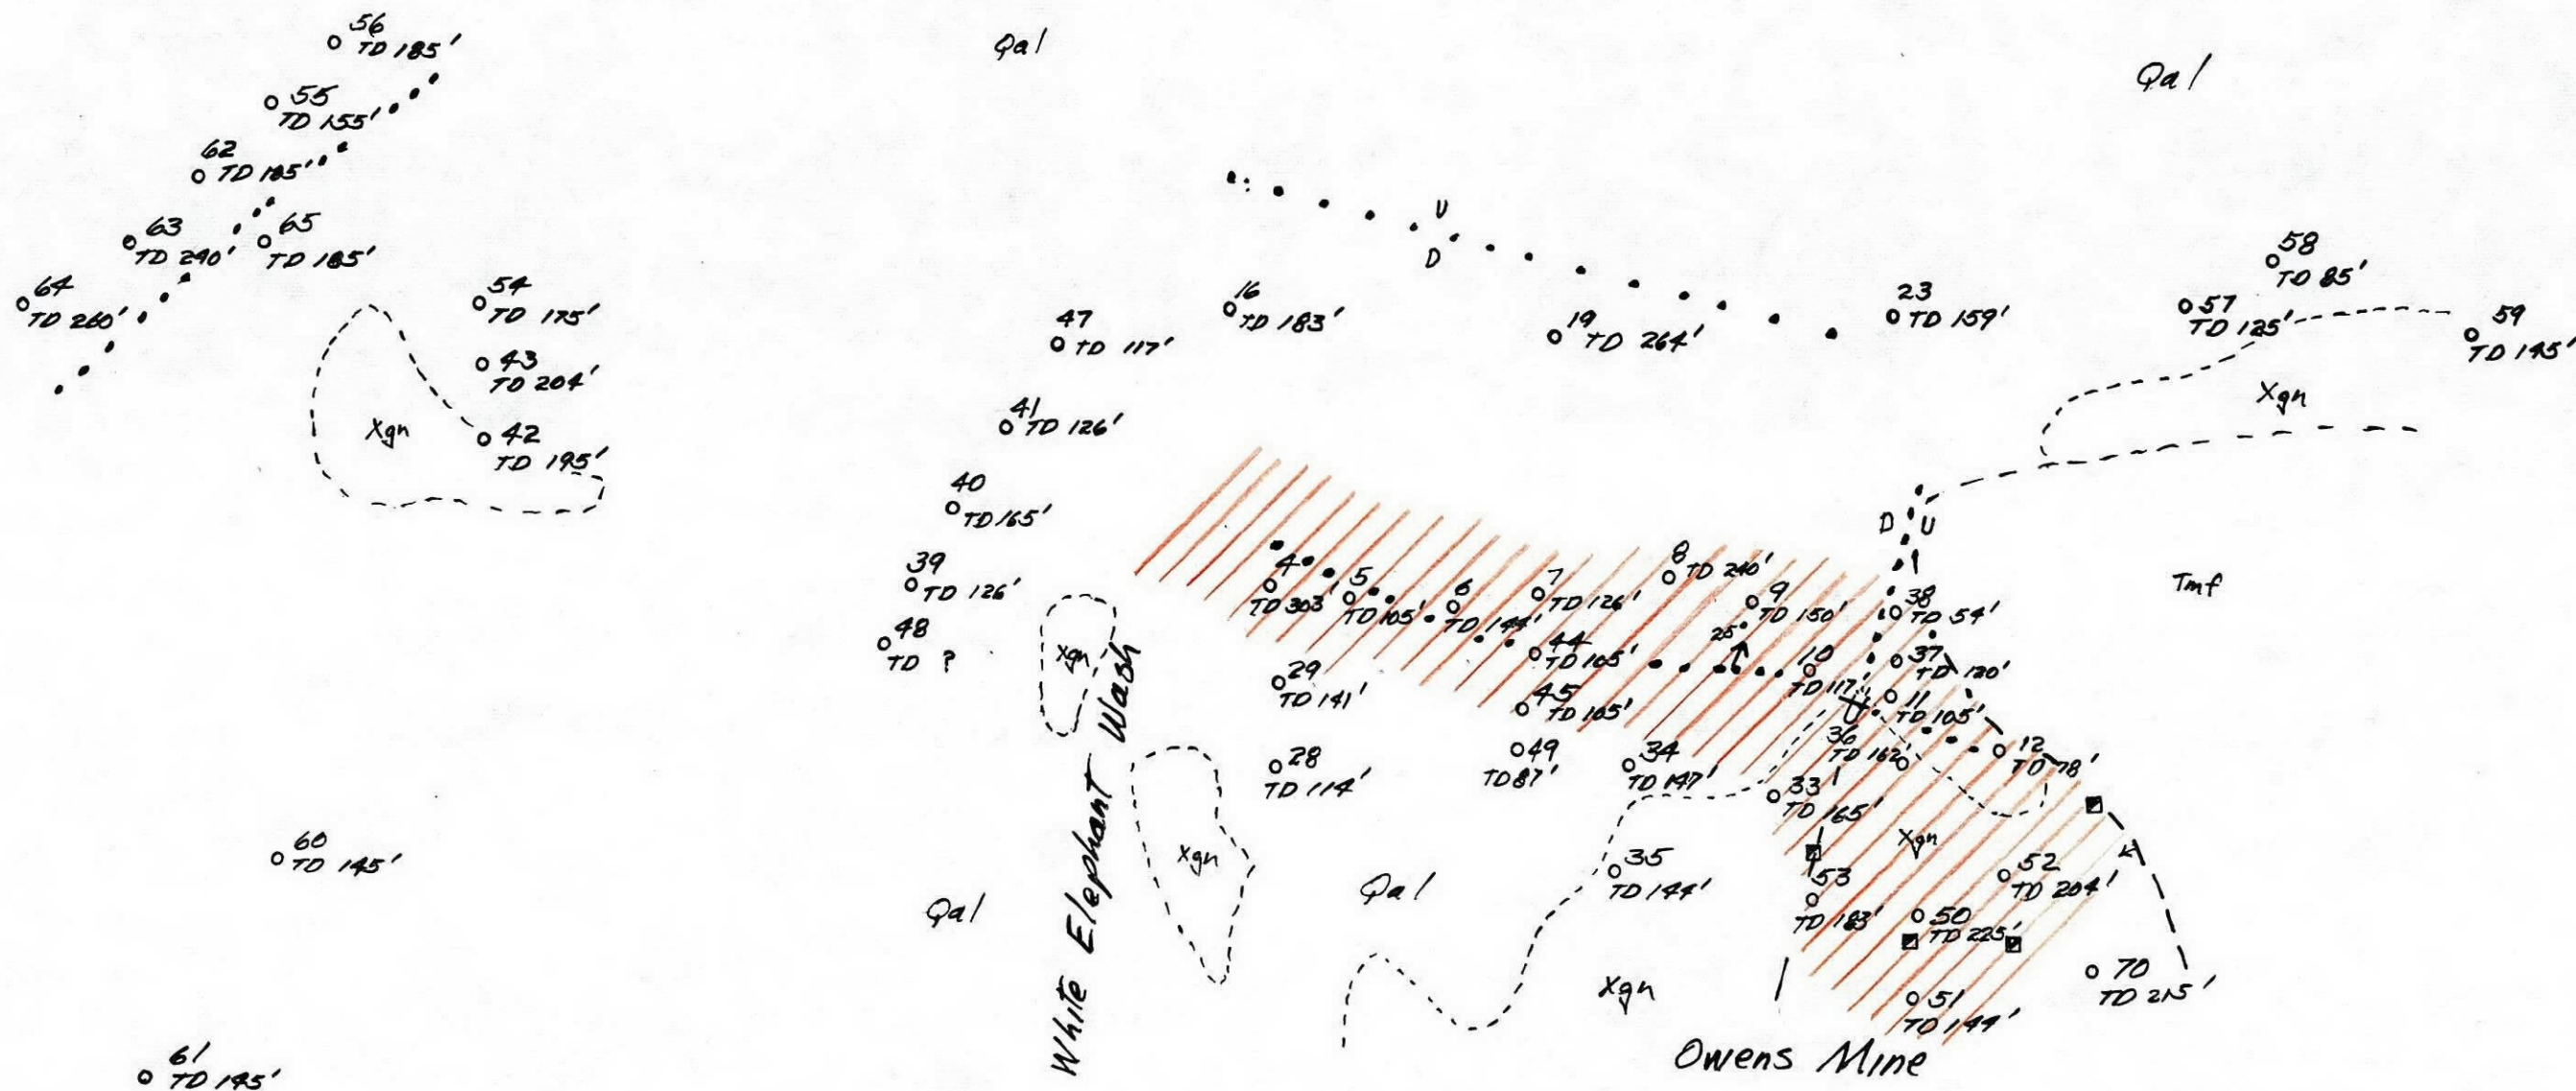 56
TD 185'
55
TD 155'
62
TD 185'
63
TD 240'
65
TD 185'
64
TD 260'
54
TD 175'
43
TD 204'
Xgn
42
TD 195'
60
TD 145'
61
TD 145'
Qal
Qal
U
D
47
TD 117'
16
TD 183'
19
TD 264'
23
TD 159'
58
TD 85'
57
TD 125'
59
TD 145'
Xgn
41
TD 126'
40
TD 165'
39
TD 126'
48
TD ?
Xgn
D U
Tmf
4
TD 303'
5
TD 105'
6
TD 144'
7
TD 126'
8
TD 240'
9
TD 150'
25°
38
TD 54'
44
TD 105'
10
TD 117'
37
TD 120'
29
TD 141'
45
TD 105'
11
TD 105'
28
TD 114'
49
TD 87'
34
TD 147'
36
TD 162'
12
TD 78'
33
TD 165'
Xgn
Xgn
35
TD 144'
52
TD 204'
53
TD 183'
50
TD 225'
Qal
Qal
White Elephant Wash
Xgn
51
TD 144'
70
TD 215'
Owens Mine